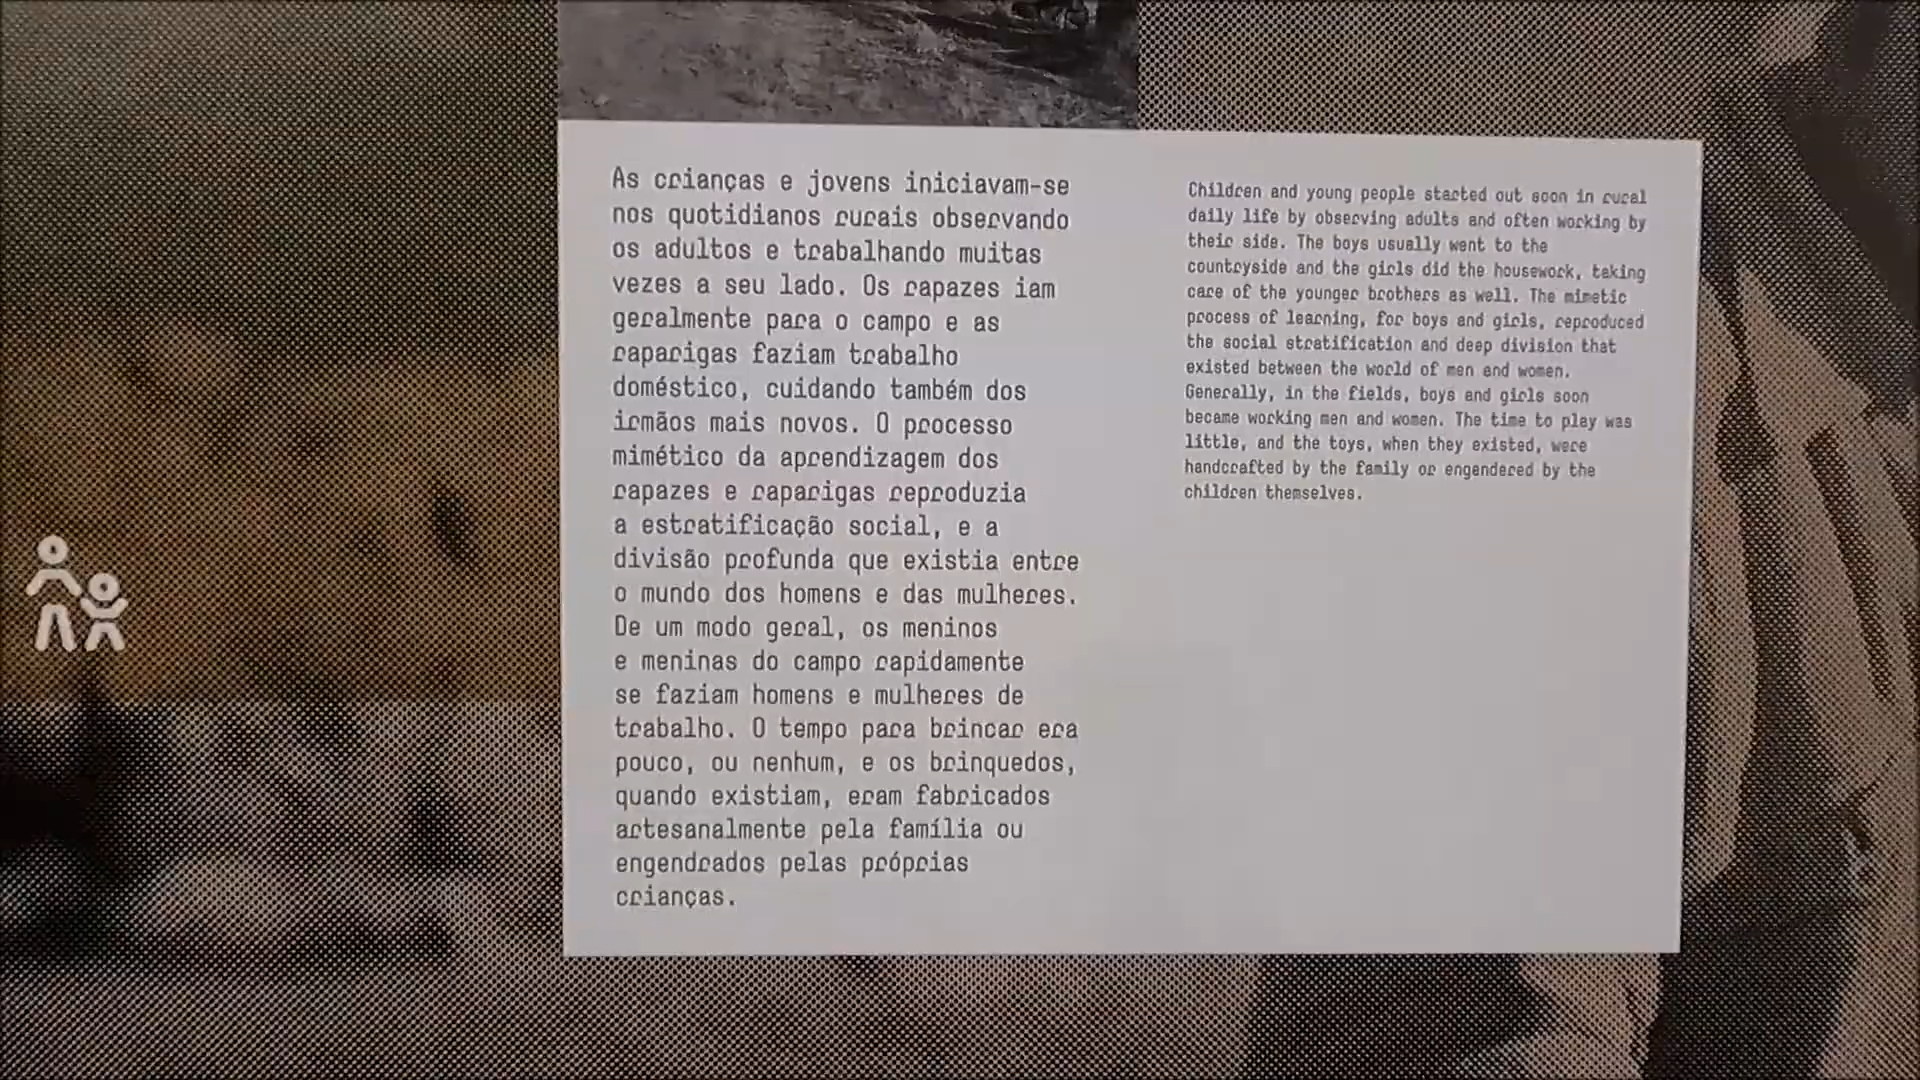 As crianças e jovens iniciavam-se
nos quotidianos rurais observando
os adultos e trabalhando muitas
vezes a seu lado. Os rapazes iam
geralmente para o campo e as
raparigas faziam trabalho
doméstico, cuidando também dos
irmãos mais novos. O processo
mimético da aprendizagem dos
rapazes e raparigas reproduzia
a estratificação social, e a
divisão profunda que existia entre
o mundo dos homens e das mulheres.
De um modo geral, os meninos
e meninas do campo rapidamente
se faziam homens e mulheres de
trabalho. O tempo para brincar era
pouco, ou nenhum, e os brinquedos,
quando existiam, eram fabricados
artesanalmente pela família ou
engendrados pelas próprias
crianças.
Children and young people started out soon in rural
daily life by observing adults and often working by
their side. The boys usually went to the
countryside and the girls did the housework, taking
care of the younger brothers as well. The mimetic
process of learning, for boys and girls, reproduced
the social stratification and deep division that
existed between the world of men and women.
Generally, in the fields, boys and girls soon
became working men and women. The time to play was
little, and the toys, when they existed, were
handcrafted by the family or engendered by the
children themselves.